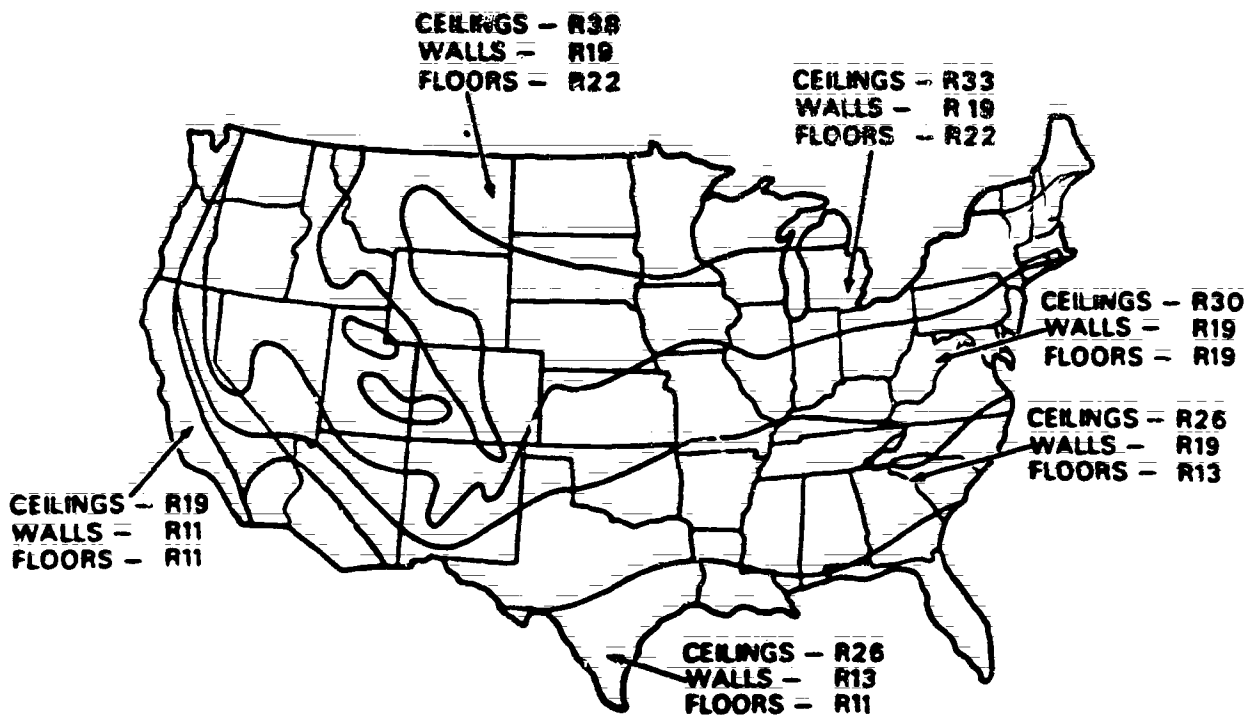 CEILINGS – R38
WALLS – R19
FLOORS – R22
CEILINGS – R33
WALLS – R19
FLOORS – R22
CEILINGS – R30
WALLS – R19
FLOORS – R19
CEILINGS – R26
WALLS – R19
FLOORS – R13
CEILINGS – R19
WALLS – R11
FLOORS – R11
CEILINGS – R26
WALLS – R13
FLOORS – R11